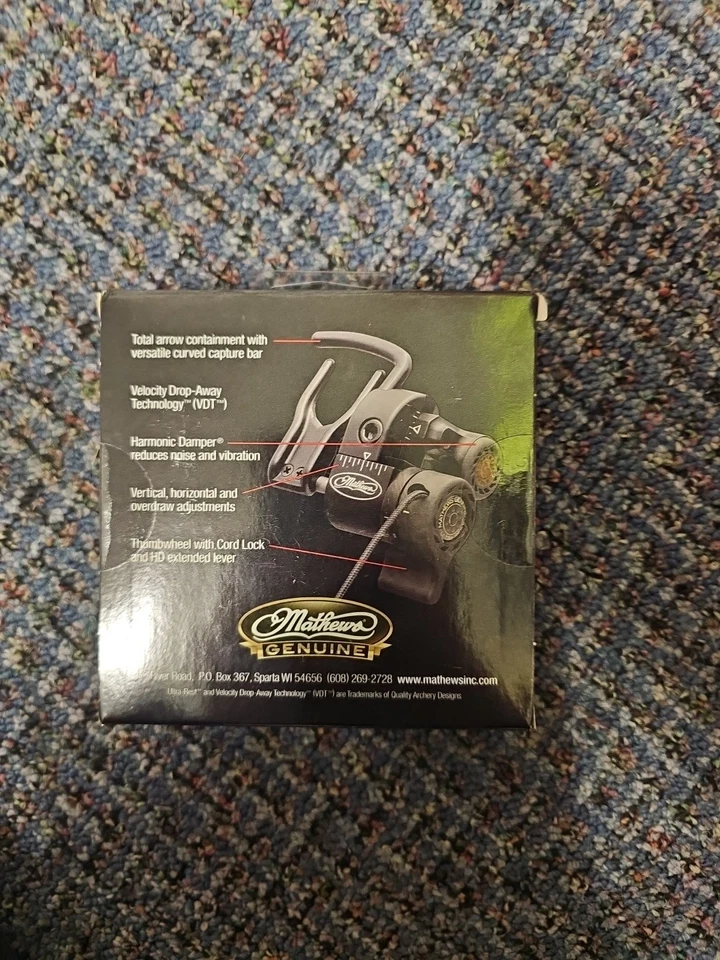 Total arrow containment with
versatile curved capture bar
Velocity Drop-Away
Technology™ (VDT™)
Harmonic Damper®
reduces noise and vibration
Vertical, horizontal and
overdraw adjustments
Mathews
Thumbwheel with Cord Lock
and HD extended lever
Mathews
GENUINE
River Road, P.O. Box 367, Sparta WI 54656 (608) 269-2728 www.mathewsinc.com
Ultra-Rest™ and Velocity Drop-Away Technology™ (VDT™) are Trademarks of Quality Archery Designs